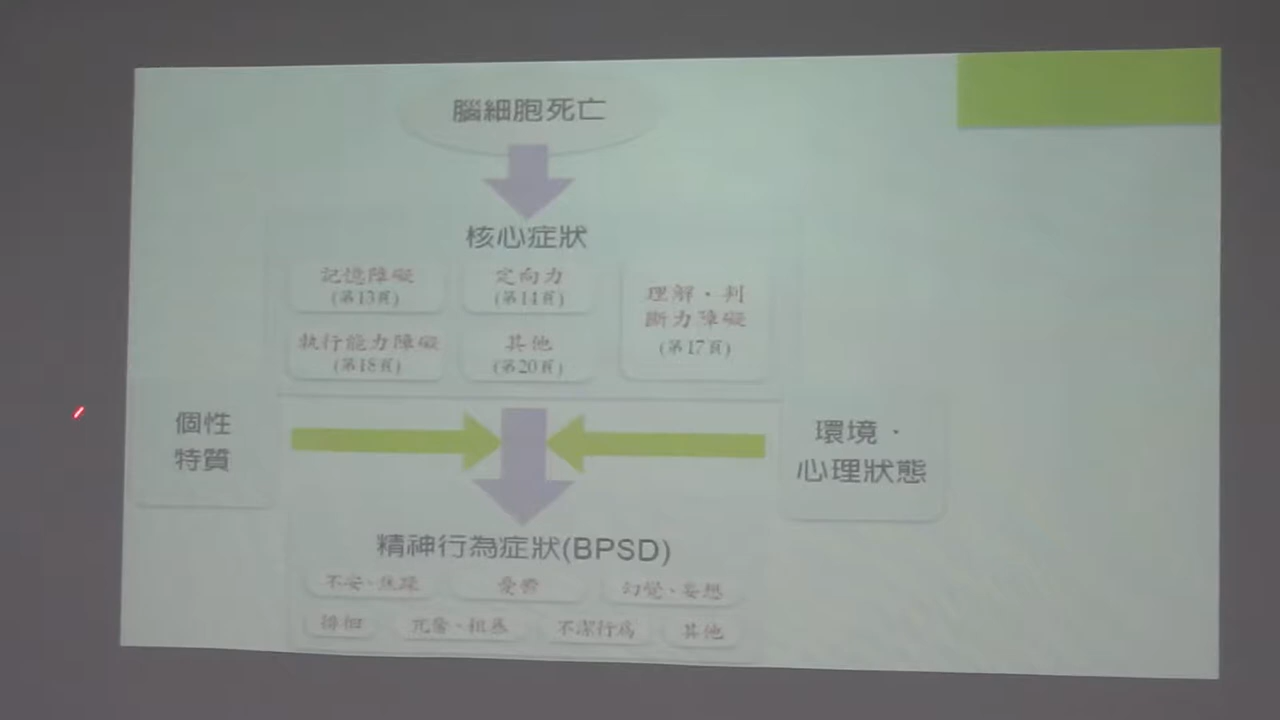 腦細胞死亡
核心症狀
記憶障礙
(第13頁)
定向力
(第14頁)
理解・判
斷力障礙
(第17頁)
執行能力障礙
(第18頁)
其他
(第20頁)
個性
特質
環境・
心理狀態
精神行為症狀(BPSD)
不安、焦躁
憂鬱
幻覺、妄想
徘徊
亢奮、粗暴
不潔行為
其他